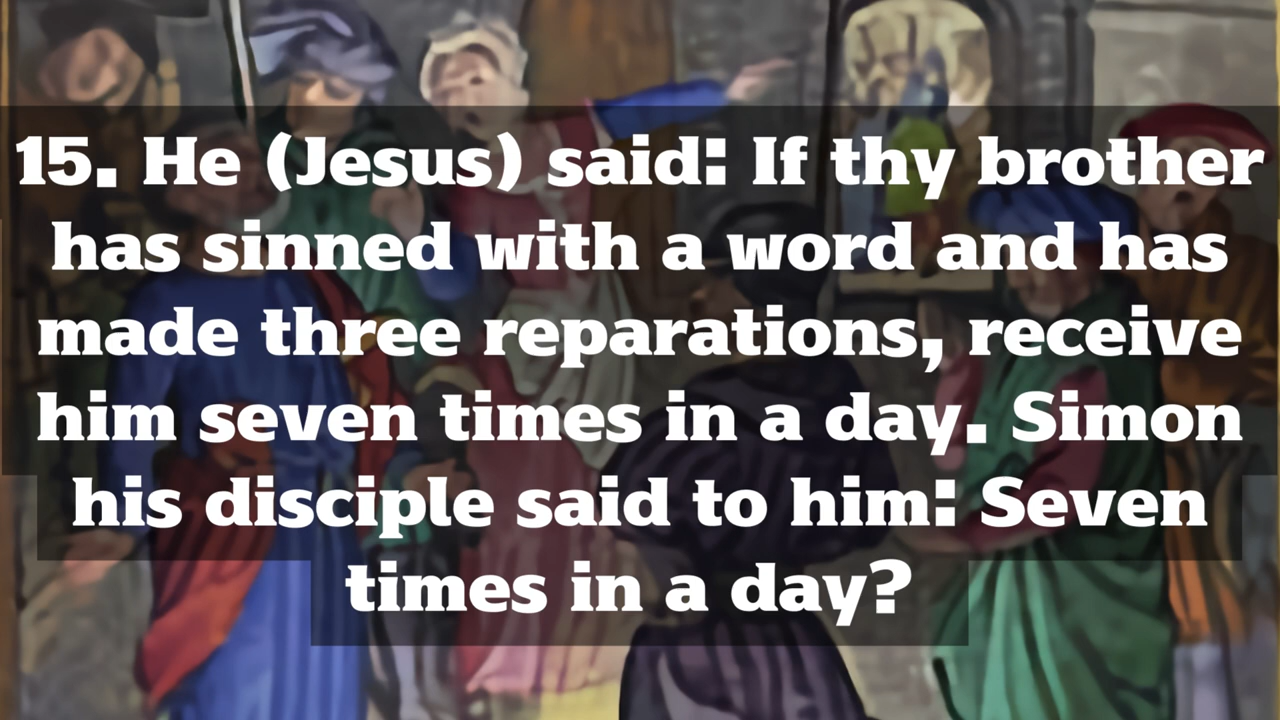 15. He (Jesus) said: If thy brother
has sinned with a word and has
made three reparations, receive
him seven times in a day. Simon
his disciple said to him: Seven
times in a day?